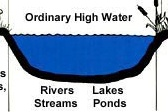 Ordinary High Water
Rivers Lakes
Streams Ponds